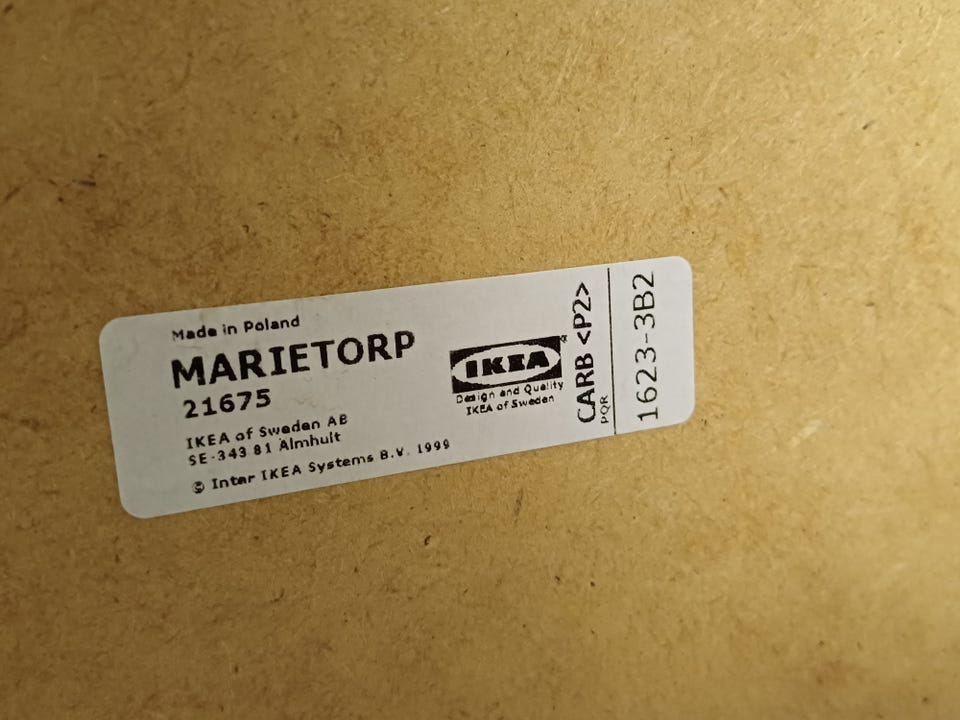 Made in Poland
MARIETORP
21675
IKEA of Sweden AB
SE-343 81 Älmhult
© Inter IKEA Systems B.V. 1999
IKEA®
Design and Quality
IKEA of Sweden
CARB <P2>
PQR
1623-3B2